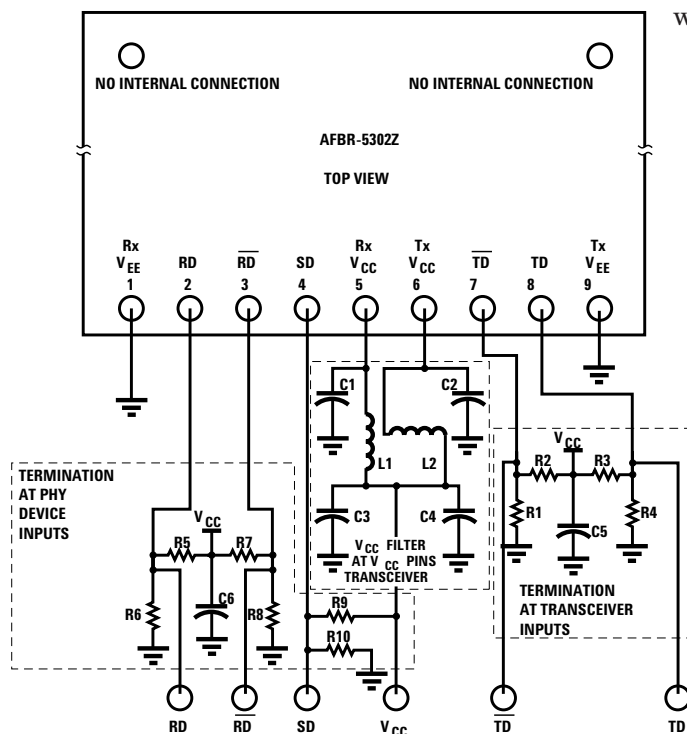 W
NO INTERNAL CONNECTION
NO INTERNAL CONNECTION
AFBR-5302Z
TOP VIEW
Rx
VEE
1
RD
2
RD
3
SD
4
Rx
VCC
5
Tx
VCC
6
TD
7
TD
8
Tx
VEE
9
C1
C2
L1
L2
C3
C4
VCC FILTER
AT VCC PINS
TRANSCEIVER
TERMINATION
AT PHY
DEVICE
INPUTS
VCC
R5
R7
R6
C6
R8
R9
R10
VCC
R2
R3
R1
C5
R4
TERMINATION
AT TRANSCEIVER
INPUTS
RD
RD
SD
VCC
TD
TD